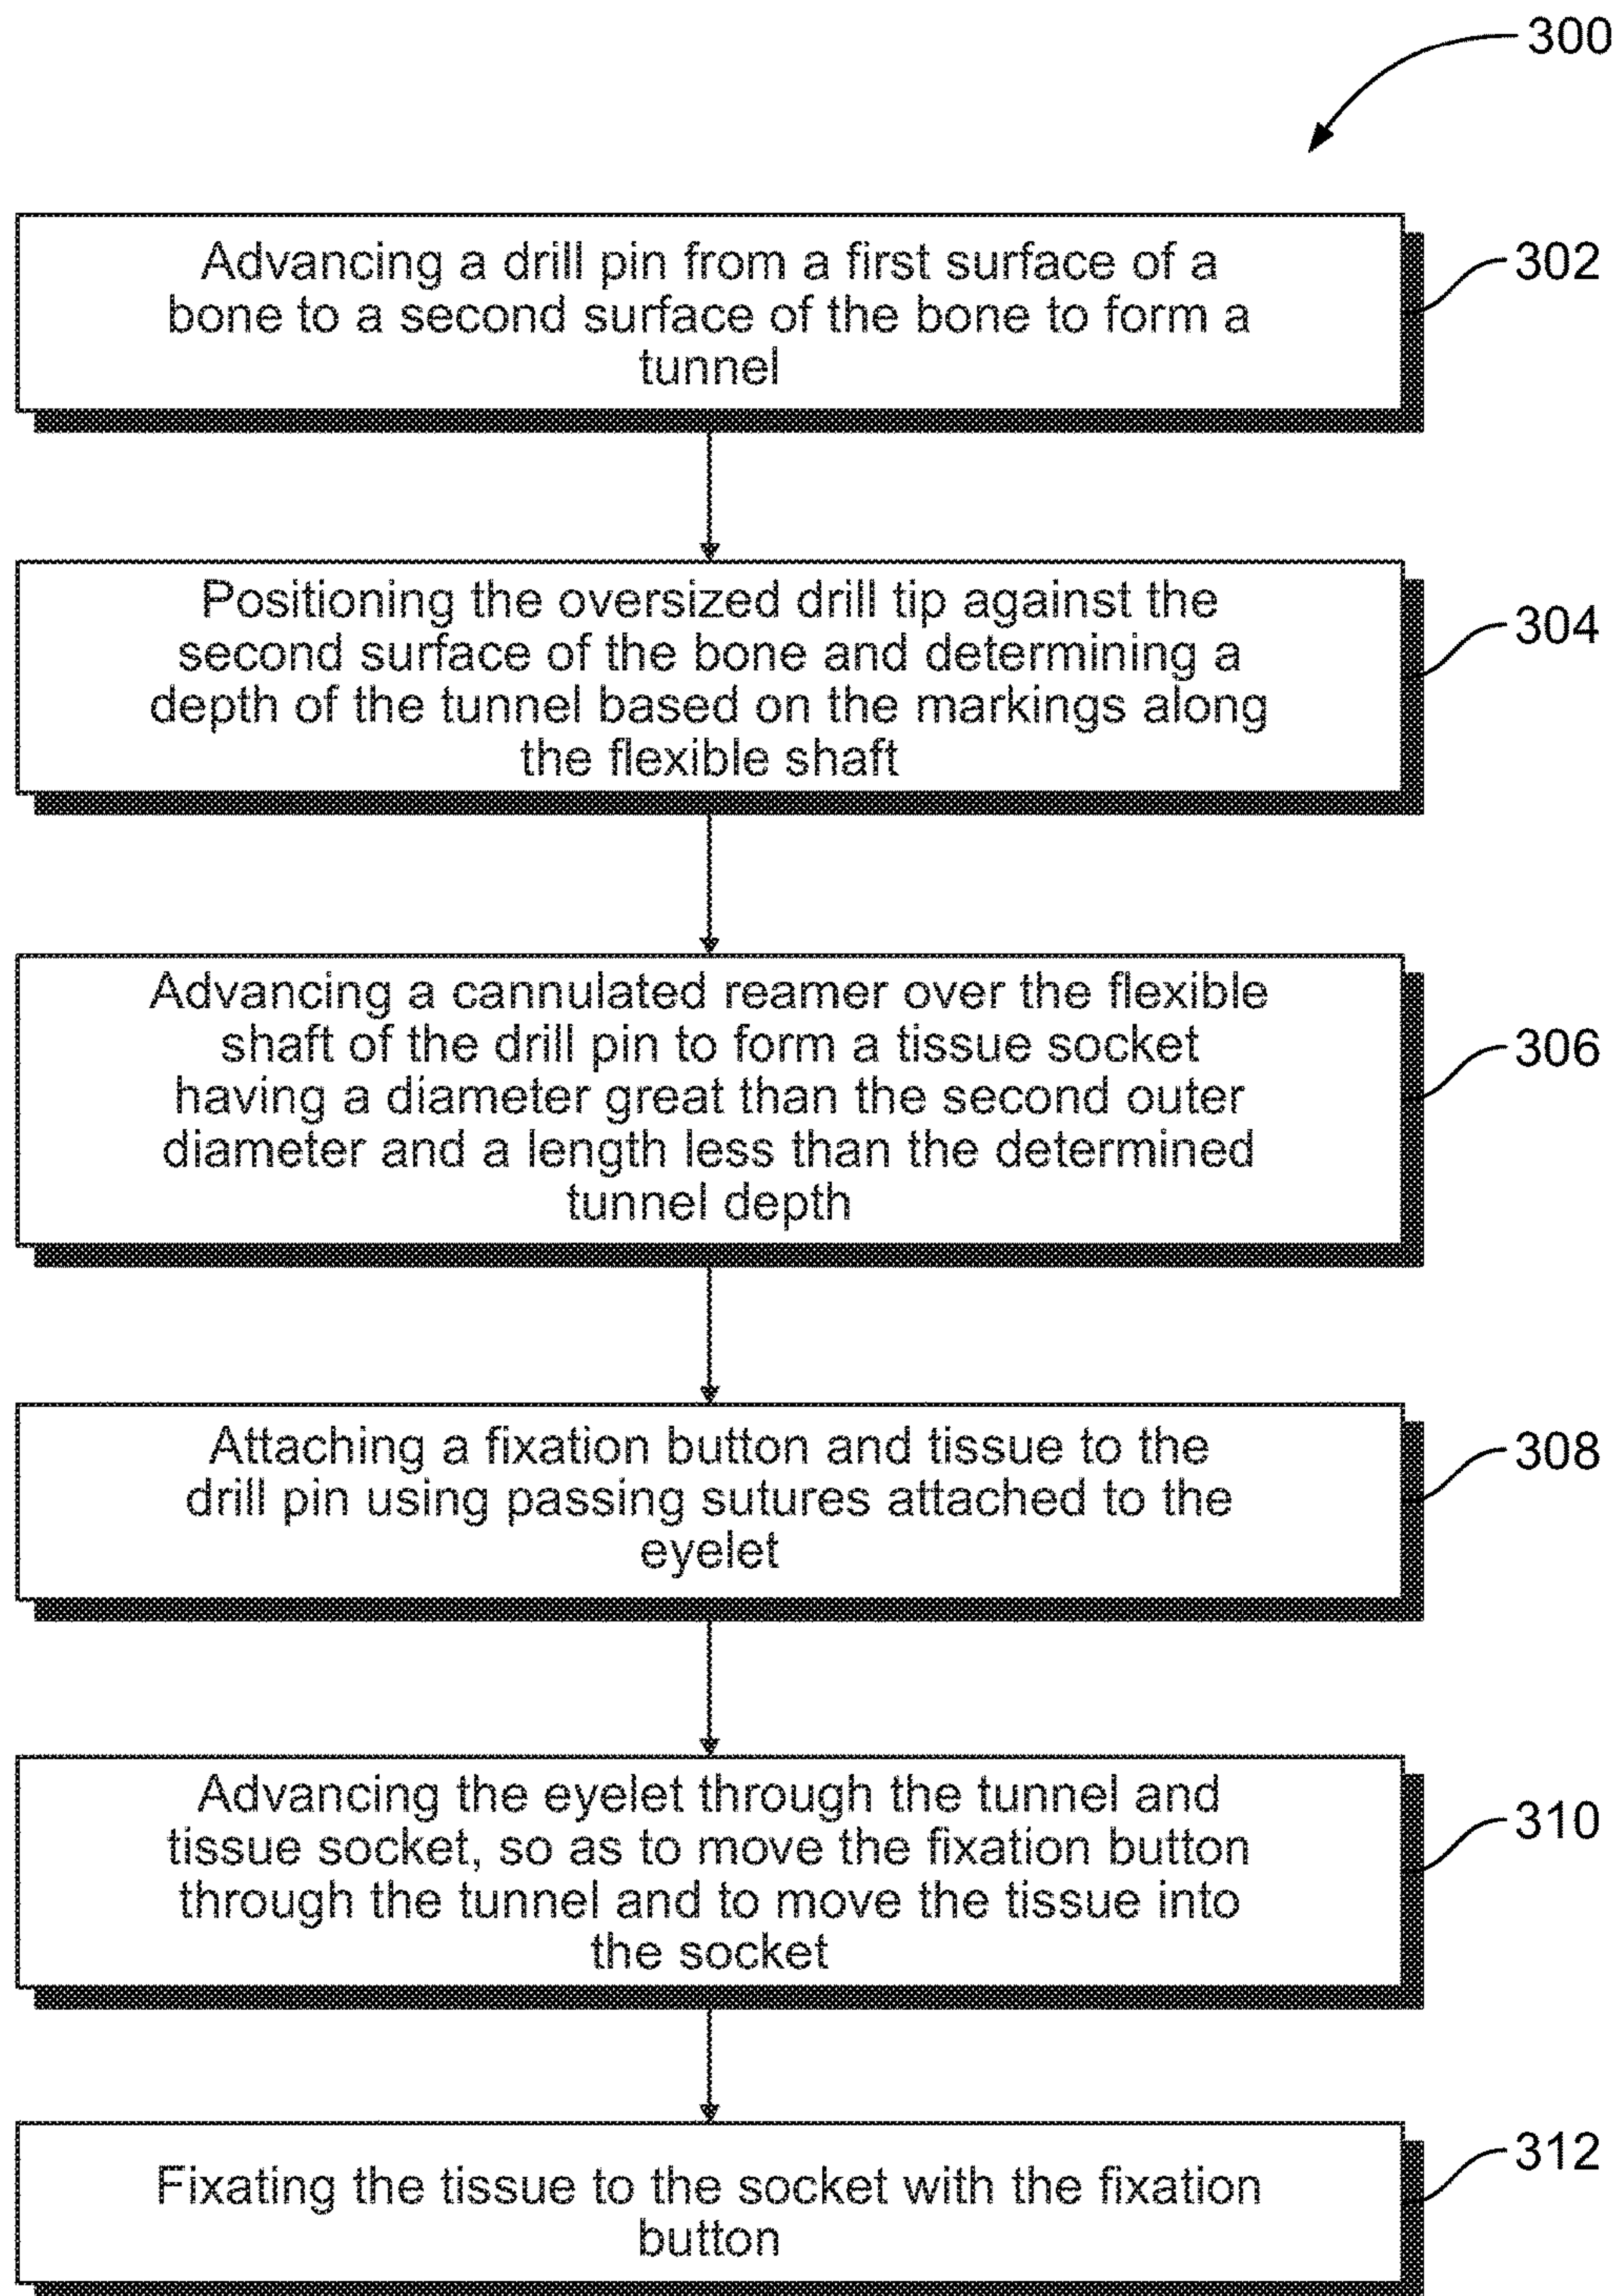 300
Advancing a drill pin from a first surface of a
bone to a second surface of the bone to form a
tunnel
302
Positioning the oversized drill tip against the
second surface of the bone and determining a
depth of the tunnel based on the markings along
the flexible shaft
304
Advancing a cannulated reamer over the flexible
shaft of the drill pin to form a tissue socket
having a diameter great than the second outer
diameter and a length less than the determined
tunnel depth
306
Attaching a fixation button and tissue to the
drill pin using passing sutures attached to the
eyelet
308
Advancing the eyelet through the tunnel and
tissue socket, so as to move the fixation button
through the tunnel and to move the tissue into
the socket
310
Fixating the tissue to the socket with the fixation
button
312